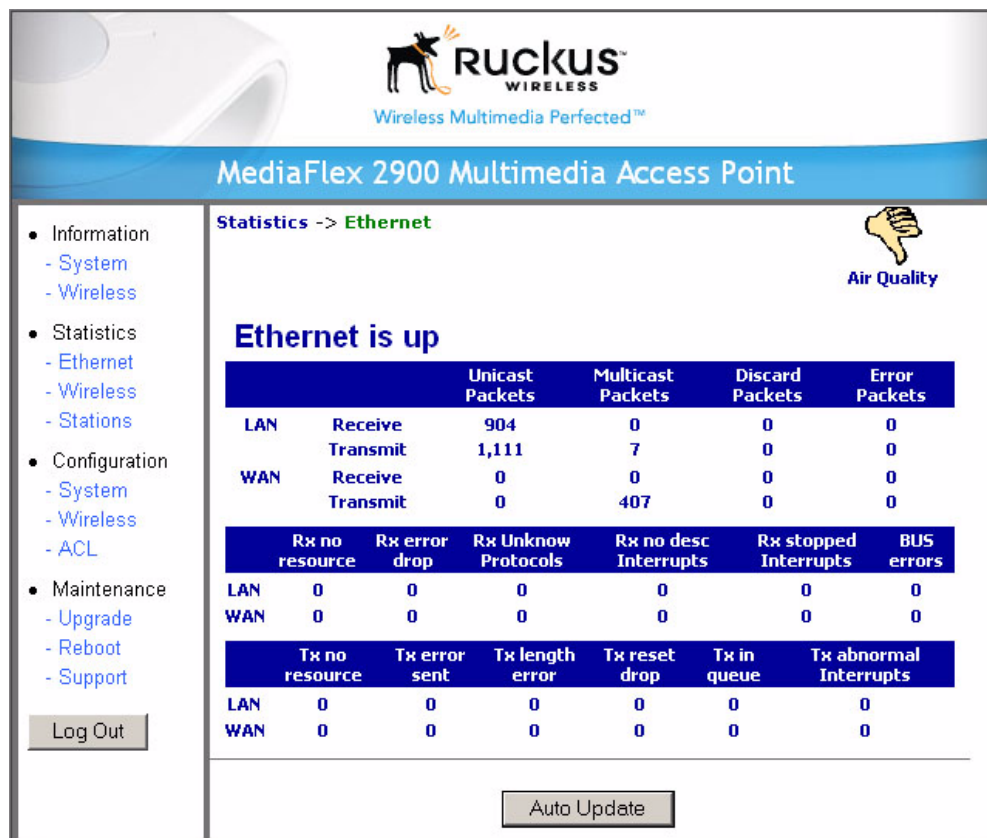 RUCKUS™
WIRELESS
Wireless Multimedia Perfected™
MediaFlex 2900 Multimedia Access Point
• Information
- System
- Wireless
• Statistics
- Ethernet
- Wireless
- Stations
• Configuration
- System
- Wireless
- ACL
• Maintenance
- Upgrade
- Reboot
- Support
Log Out
Statistics -> Ethernet
Air Quality
Ethernet is up
Unicast Packets Multicast Packets Discard Packets Error Packets
LAN Receive 904 0 0 0
Transmit 1,111 7 0 0
WAN Receive 0 0 0 0
Transmit 0 407 0 0
Rx no resource Rx error drop Rx Unknow Protocols Rx no desc Interrupts Rx stopped Interrupts BUS errors
LAN 0 0 0 0 0 0
WAN 0 0 0 0 0 0
Tx no resource Tx error sent Tx length error Tx reset drop Tx in queue Tx abnormal Interrupts
LAN 0 0 0 0 0 0
WAN 0 0 0 0 0 0
Auto Update